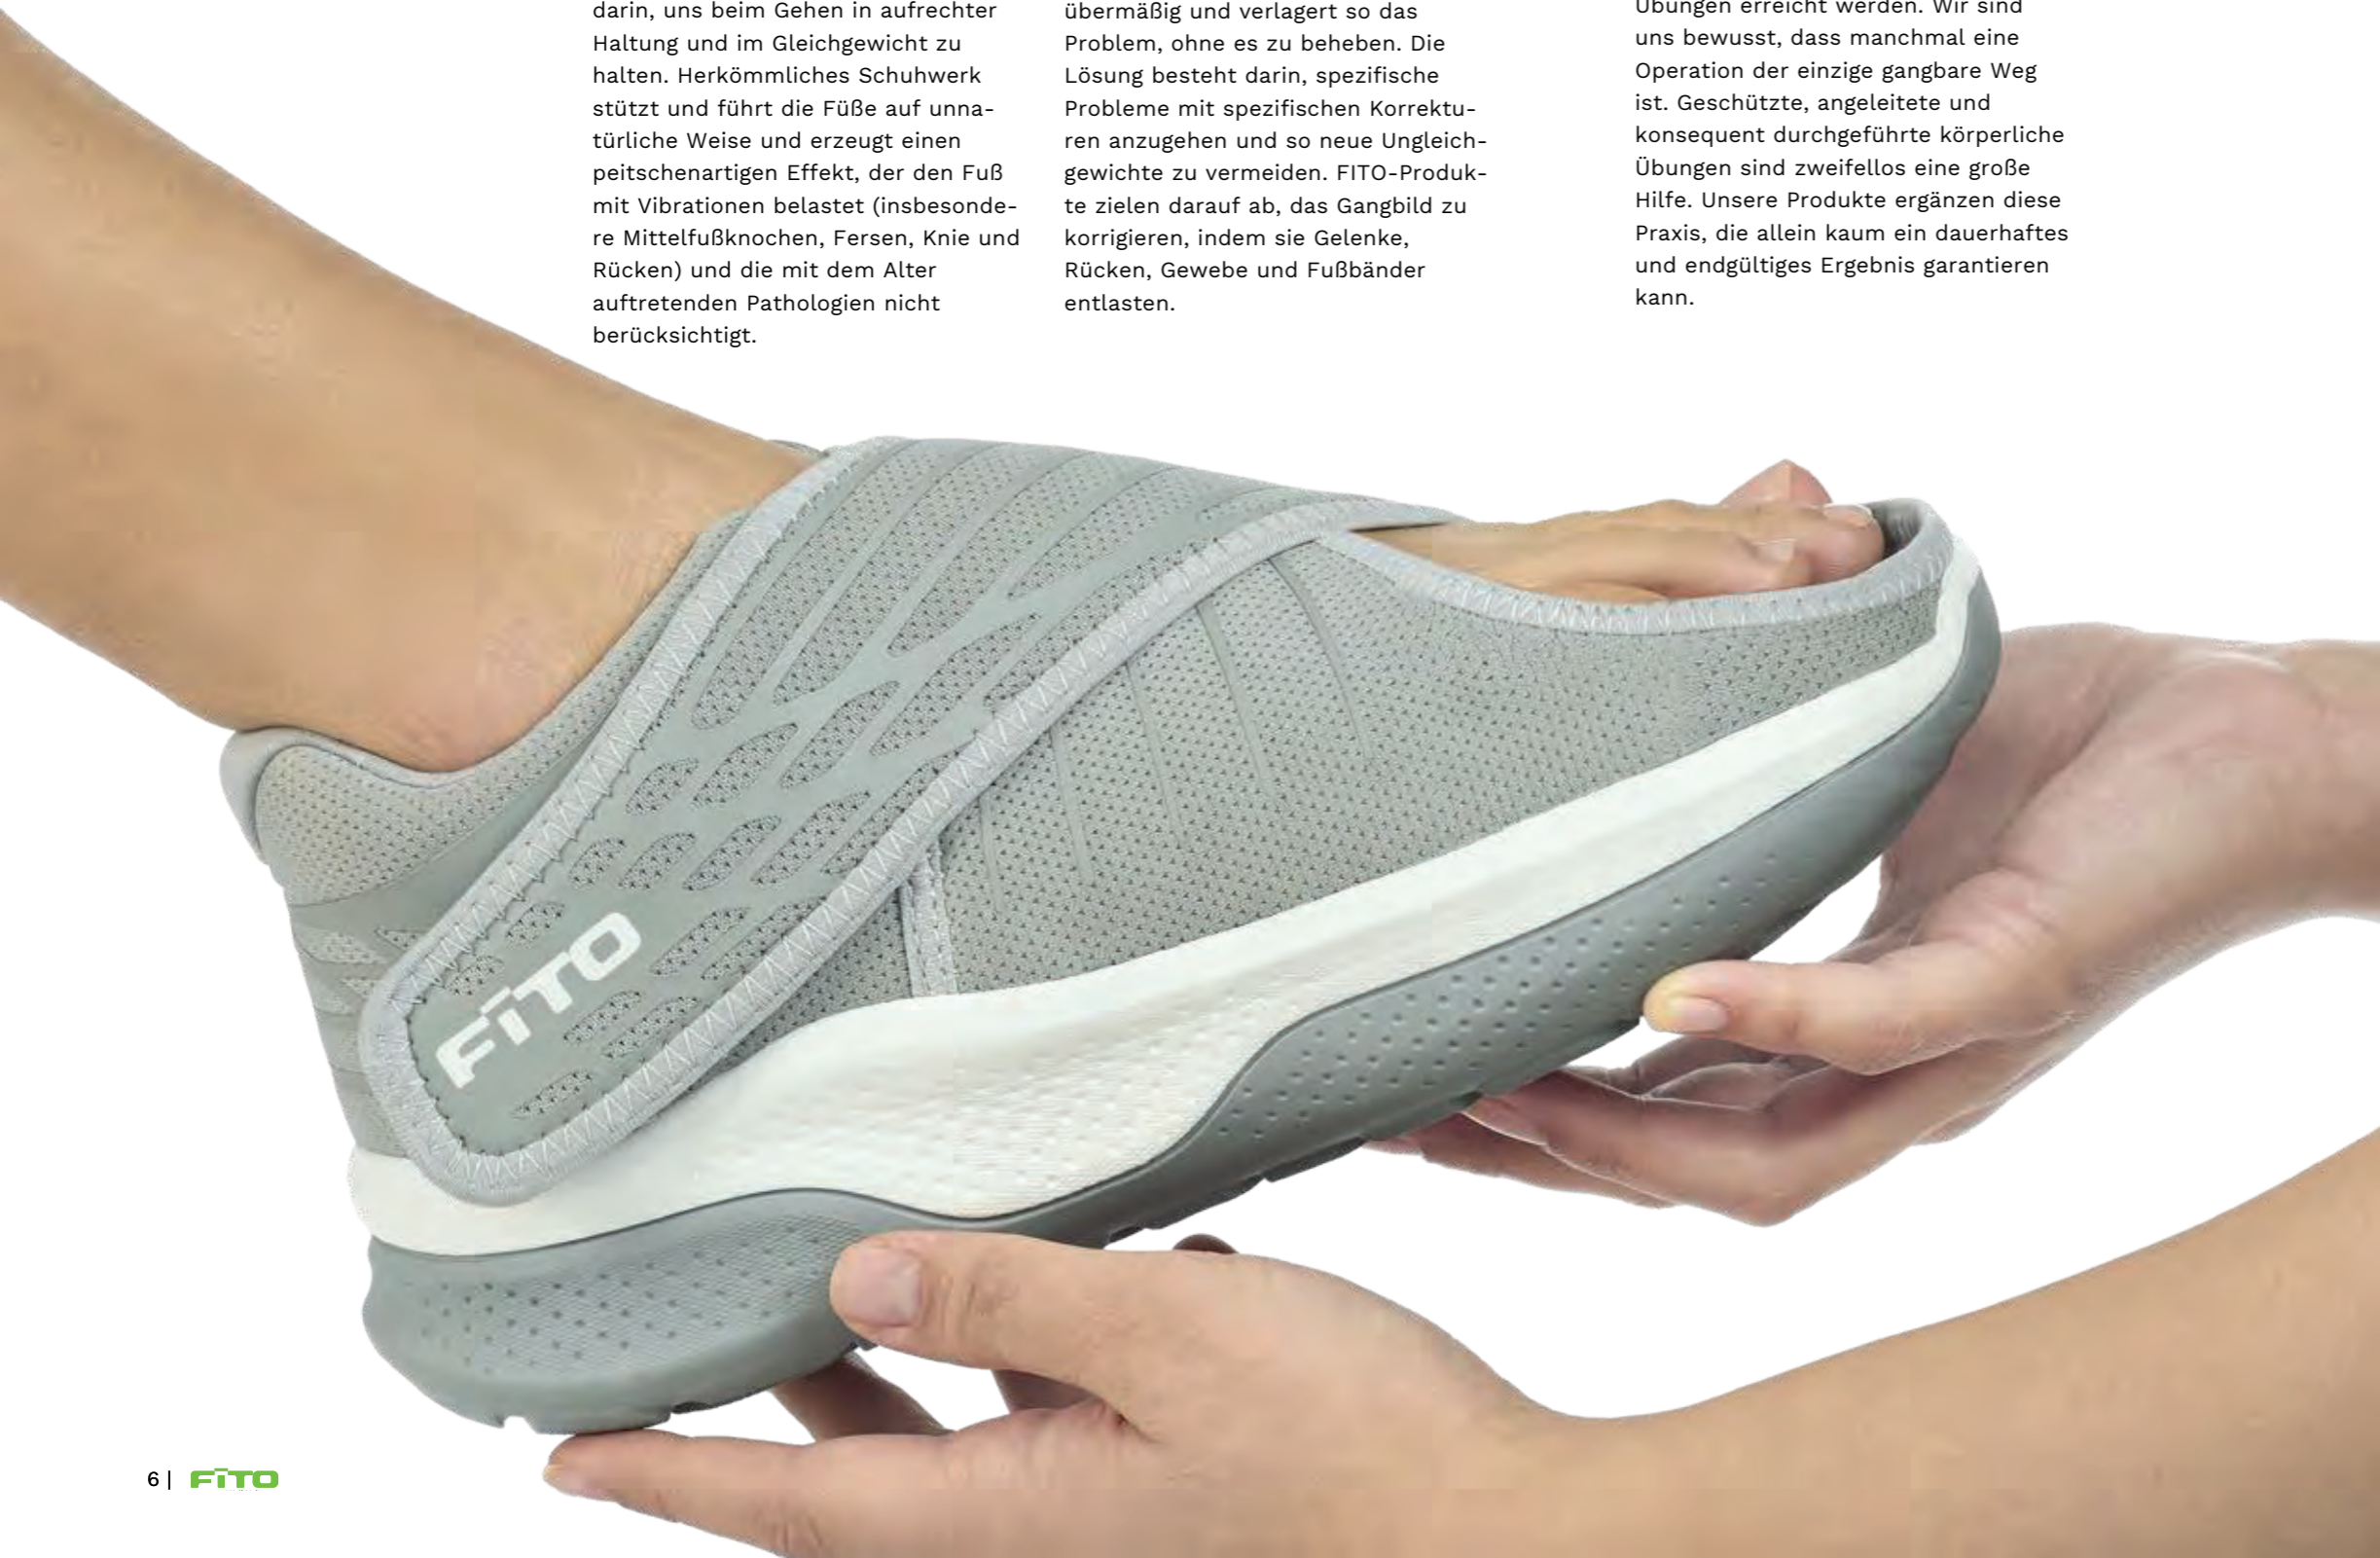 darin, uns beim Gehen in aufrechter
Haltung und im Gleichgewicht zu
halten. Herkömmliches Schuhwerk
stützt und führt die Füße auf unna-
türliche Weise und erzeugt einen
peitschenartigen Effekt, der den Fuß
mit Vibrationen belastet (insbesonde-
re Mittelfußknochen, Fersen, Knie und
Rücken) und die mit dem Alter
auftretenden Pathologien nicht
berücksichtigt.
übermäßig und verlagert so das
Problem, ohne es zu beheben. Die
Lösung besteht darin, spezifische
Probleme mit spezifischen Korrektu-
ren anzugehen und so neue Ungleich-
gewichte zu vermeiden. FITO-Produk-
te zielen darauf ab, das Gangbild zu
korrigieren, indem sie Gelenke,
Rücken, Gewebe und Fußbänder
entlasten.
Übungen erreicht werden. Wir sind
uns bewusst, dass manchmal eine
Operation der einzige gangbare Weg
ist. Geschützte, angeleitete und
konsequent durchgeführte körperliche
Übungen sind zweifellos eine große
Hilfe. Unsere Produkte ergänzen diese
Praxis, die allein kaum ein dauerhaftes
und endgültiges Ergebnis garantieren
kann.
FITO
6 | FITO